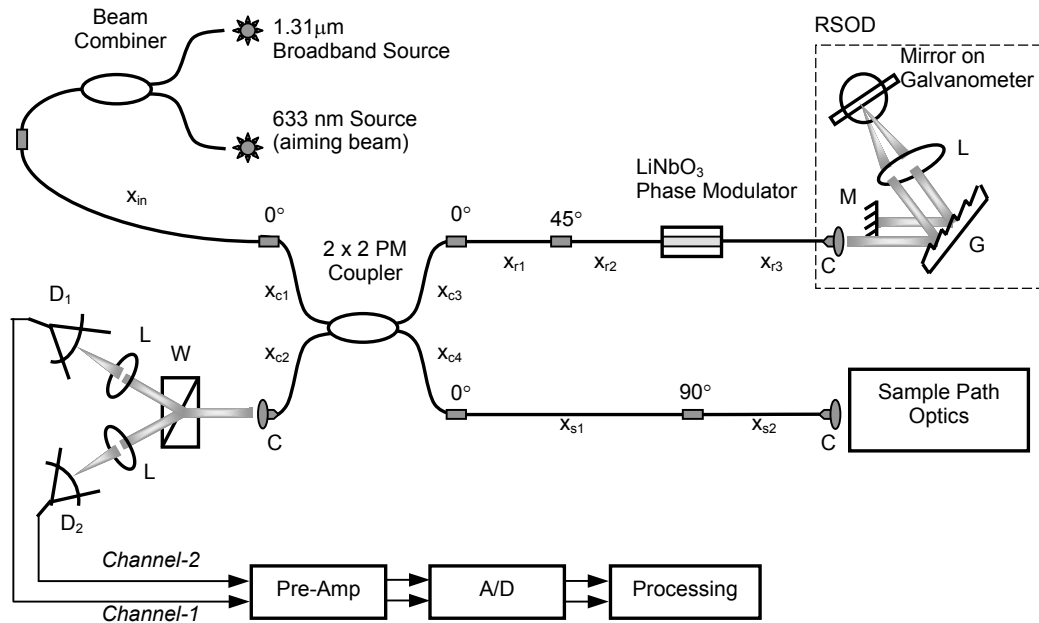 Beam
Combiner
1.31μm
Broadband Source
633 nm Source
(aiming beam)
RSOD
Mirror on
Galvanometer
L
M
G
C
LiNbO₃
Phase Modulator
x_in
0°
0°
45°
x_r1
x_r2
x_r3
2 x 2 PM
Coupler
x_c1
x_c3
x_c2
x_c4
D₁
L
W
C
L
D₂
0°
90°
x_s1
x_s2
C
Sample Path
Optics
Channel-2
Channel-1
Pre-Amp
A/D
Processing